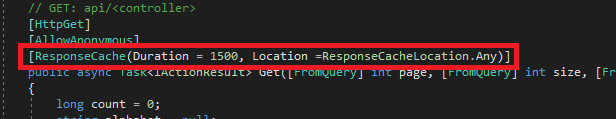 // GET: api/<controller>
[HttpGet]
[AllowAnonymous]
[ResponseCache(Duration = 1500, Location =ResponseCacheLocation.Any)]
public async Task<IActionResult> Get([FromQuery] int page, [FromQuery] int size, [Fro
{
long count = 0;
string alphabet = null;